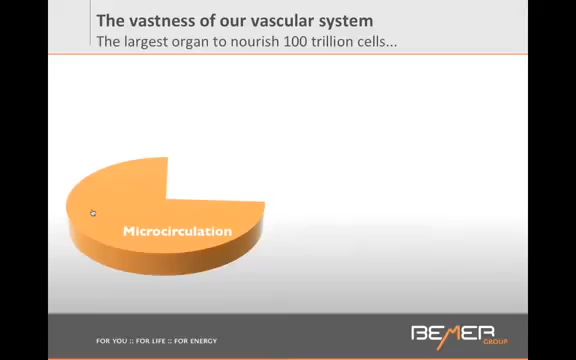 The vastness of our vascular system
The largest organ to nourish 100 trillion cells...
Microcirculation
FOR YOU :: FOR LIFE :: FOR ENERGY
BEMER
GROUP